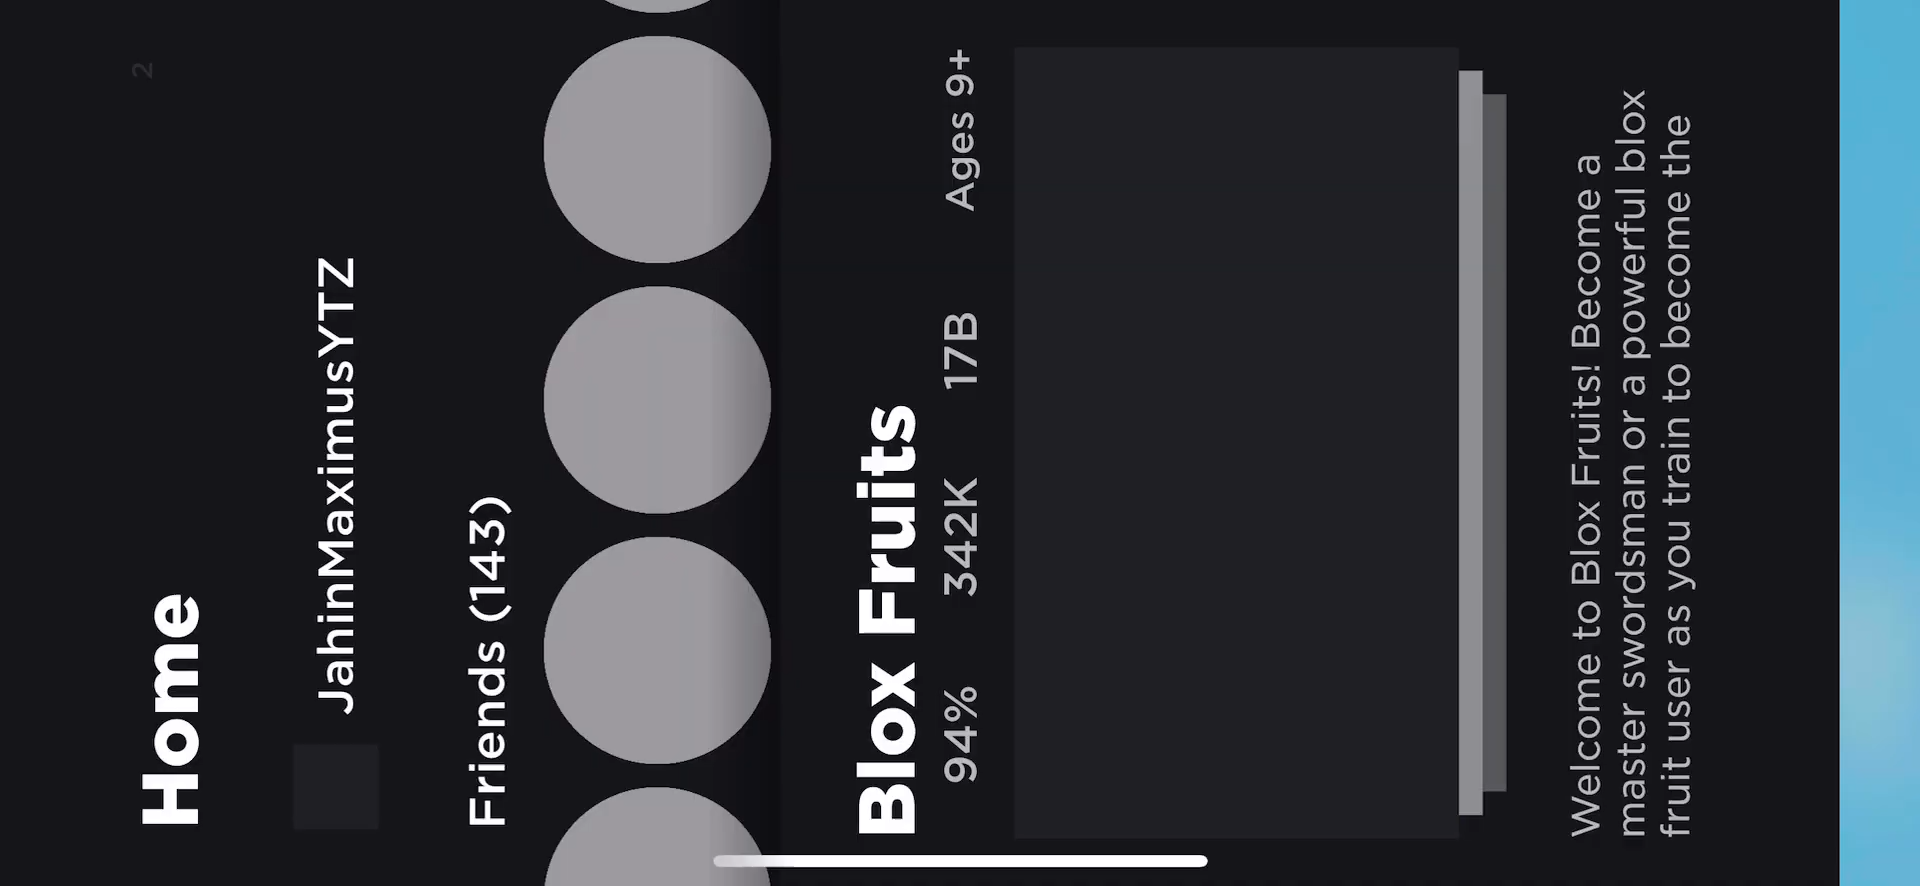 2
Home
JahinMaximusYTZ
Friends (143)
Blox Fruits
94% 342K 17B Ages 9+
Welcome to Blox Fruits! Become a
master swordsman or a powerful blox
fruit user as you train to become the